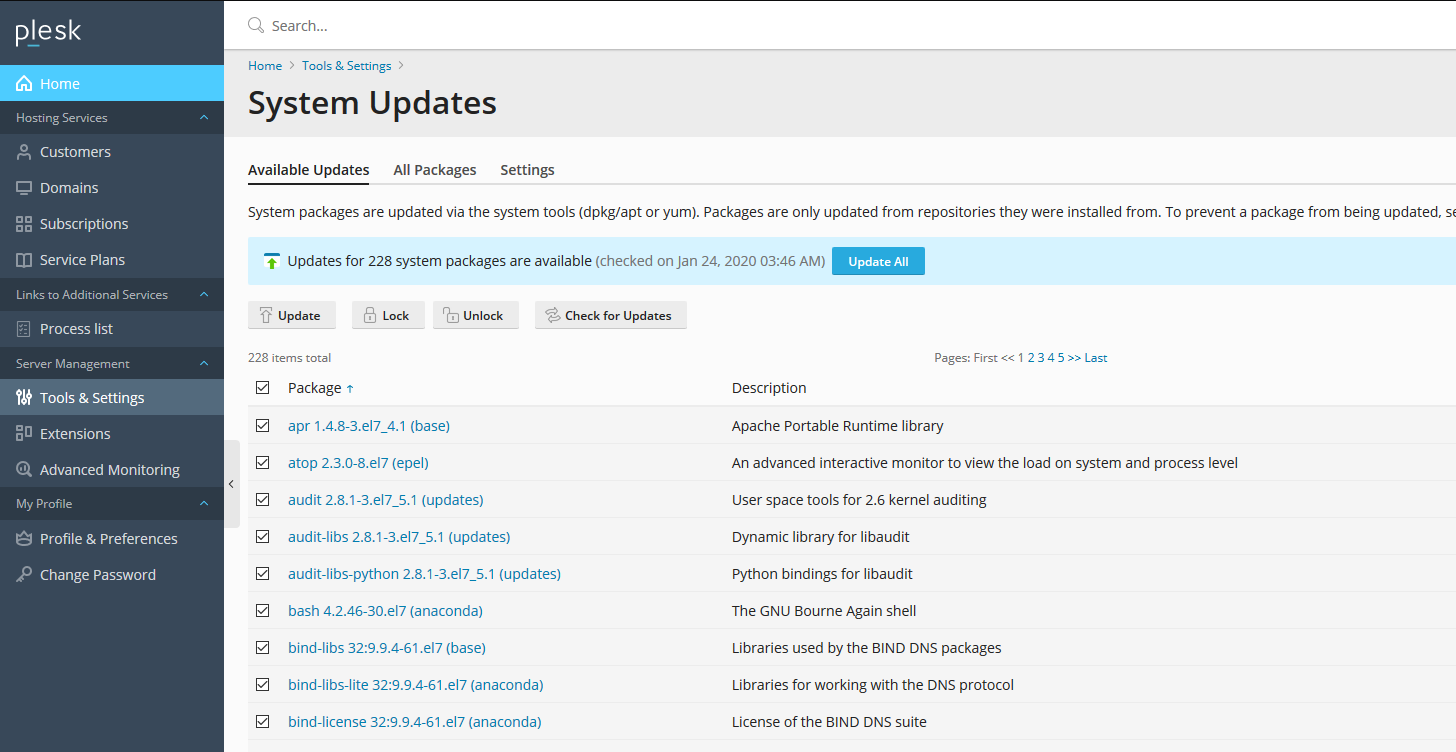 plesk
Search...
Home
Hosting Services
Customers
Domains
Subscriptions
Service Plans
Links to Additional Services
Process list
Server Management
Tools & Settings
Extensions
Advanced Monitoring
My Profile
Profile & Preferences
Change Password
Home > Tools & Settings >
System Updates
Available Updates All Packages Settings
System packages are updated via the system tools (dpkg/apt or yum). Packages are only updated from repositories they were installed from. To prevent a package from being updated, se
Updates for 228 system packages are available (checked on Jan 24, 2020 03:46 AM) Update All
Update Lock Unlock Check for Updates
228 items total Pages: First << 1 2 3 4 5 >> Last
Package ↑ Description
apr 1.4.8-3.el7_4.1 (base) Apache Portable Runtime library
atop 2.3.0-8.el7 (epel) An advanced interactive monitor to view the load on system and process level
audit 2.8.1-3.el7_5.1 (updates) User space tools for 2.6 kernel auditing
audit-libs 2.8.1-3.el7_5.1 (updates) Dynamic library for libaudit
audit-libs-python 2.8.1-3.el7_5.1 (updates) Python bindings for libaudit
bash 4.2.46-30.el7 (anaconda) The GNU Bourne Again shell
bind-libs 32:9.9.4-61.el7 (base) Libraries used by the BIND DNS packages
bind-libs-lite 32:9.9.4-61.el7 (anaconda) Libraries for working with the DNS protocol
bind-license 32:9.9.4-61.el7 (anaconda) License of the BIND DNS suite